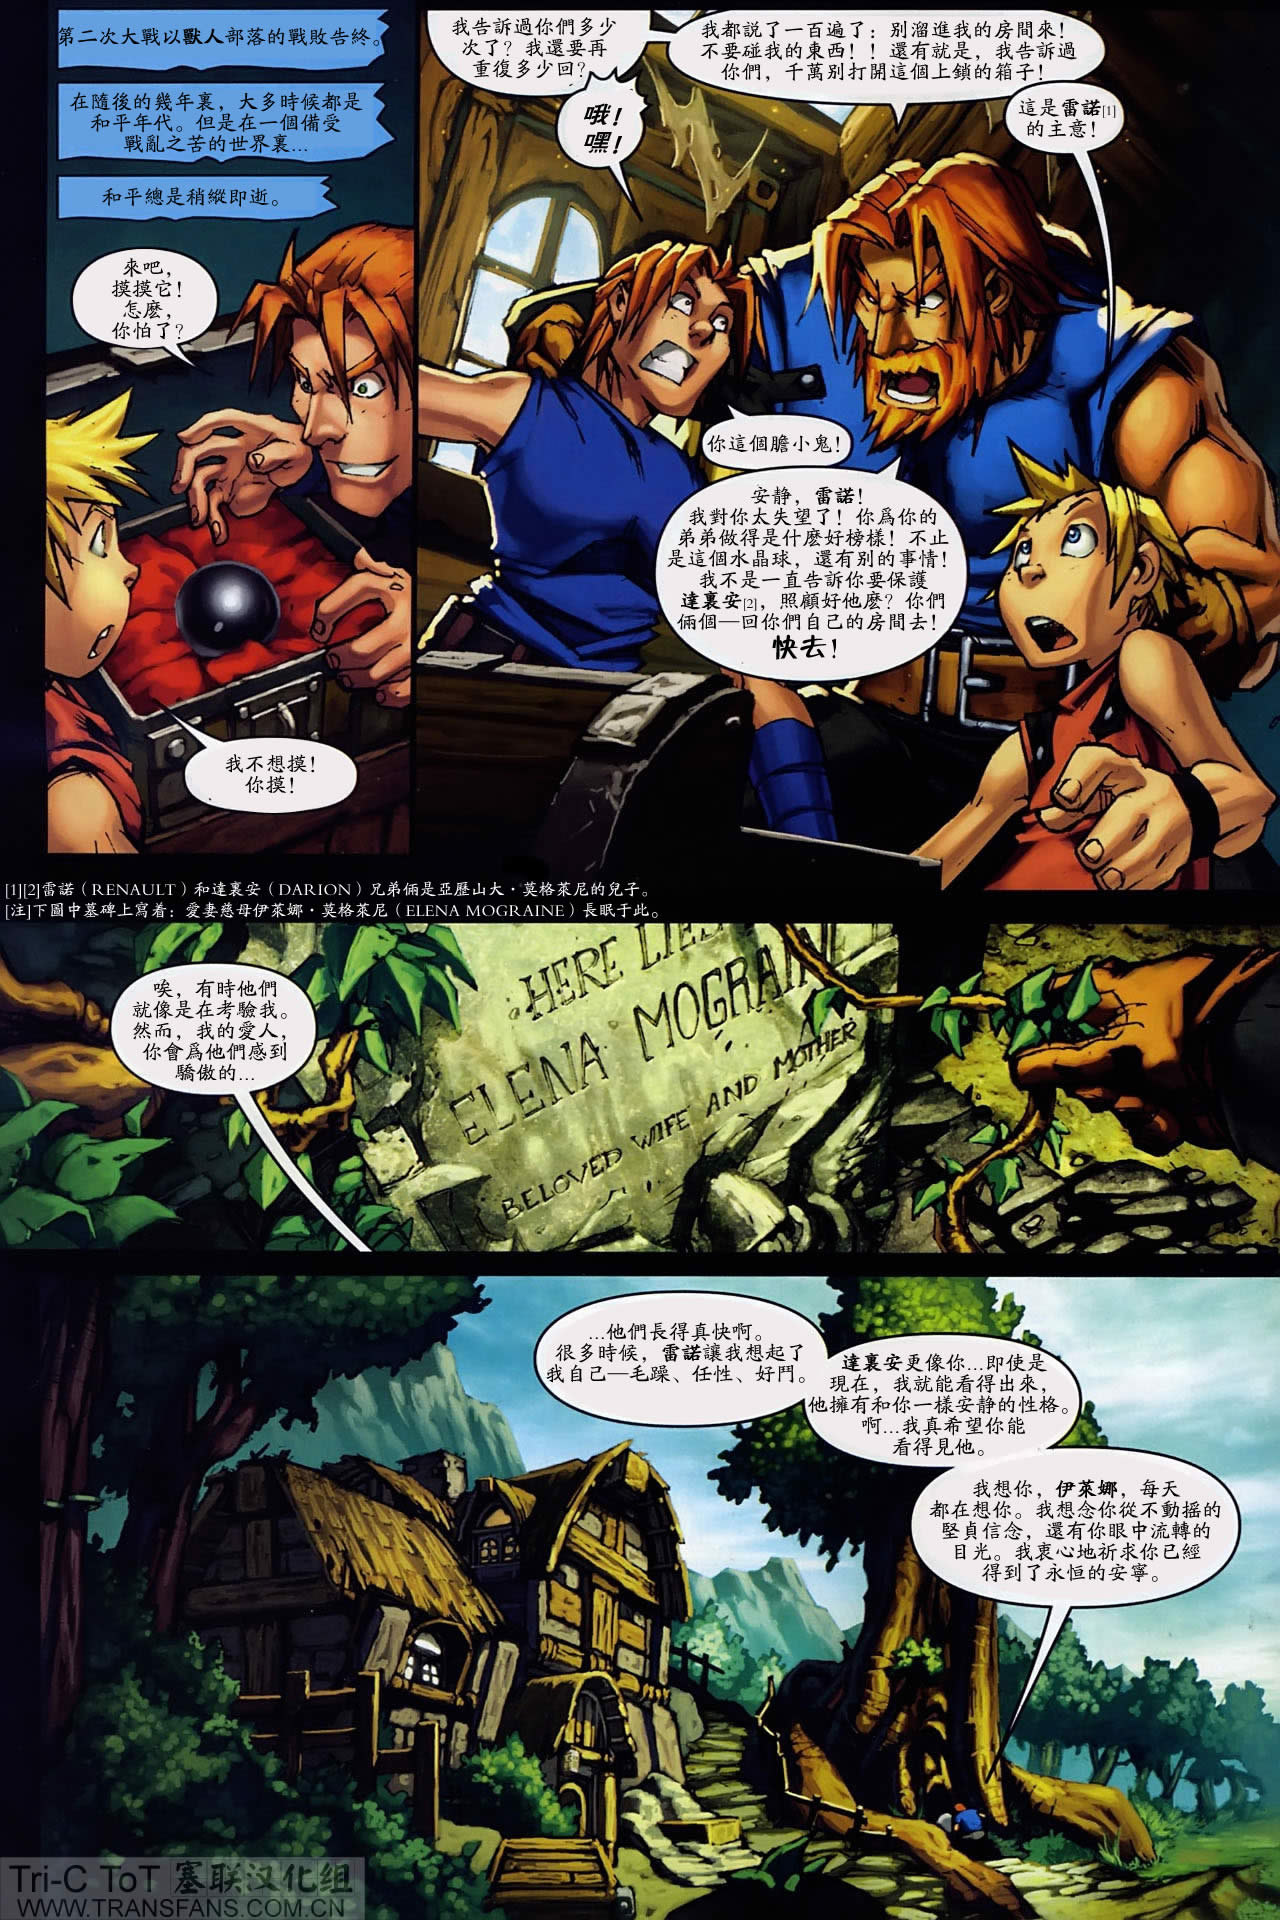 第二次大戰以獸人部落的戰敗告終。
在隨後的幾年裏，大多時候都是
和平年代。但是在一個備受
戰亂之苦的世界裏...
和平總是稍縱即逝。
來吧，
摸摸它！
怎麽，
你怕了？
我不想摸！
你摸！
我告訴過你們多少
次了？我還要再
重復多少回？
我都説了一百遍了：别溜進我的房間來！
不要碰我的東西！！還有就是，我告訴過
你們，千萬别打開這個上鎖的箱子！
哦！
嘿！
這是雷諾[1]
的主意！
你這個膽小鬼！
安静，雷諾！
我對你太失望了！你爲你的
弟弟做得是什麽好榜樣！不止
是這個水晶球，還有别的事情！
我不是一直告訴你要保護
達裏安[2]，照顧好他麽？你們
倆個—回你們自己的房間去！
快去！
[1][2]雷諾（RENAULT）和達裏安（DARION）兄弟倆是亞歷山大·莫格萊尼的兒子。
[注]下圖中墓碑上寫着：愛妻慈母伊萊娜·莫格萊尼（ELENA MOGRAINE）長眠于此。
唉，有時他們
就像是在考驗我。
然而，我的愛人，
你會爲他們感到
驕傲的...
HERE LIES
ELENA MOGRAINE
BELOVED WIFE AND MOTHER
...他們長得真快啊。
很多時候，雷諾讓我想起了
我自己—毛躁、任性、好鬥。
達裏安更像你...即使是
現在，我就能看得出來，
他擁有和你一樣安静的性格。
啊...我真希望你能
看得見他。
我想你，伊萊娜，每天
都在想你。我想念你從不動摇的
堅貞信念，還有你眼中流轉的
目光。我衷心地祈求你已經
得到了永恒的安寧。
Tri-C ToT 塞联汉化组
WWW.TRANSFANS.COM.CN